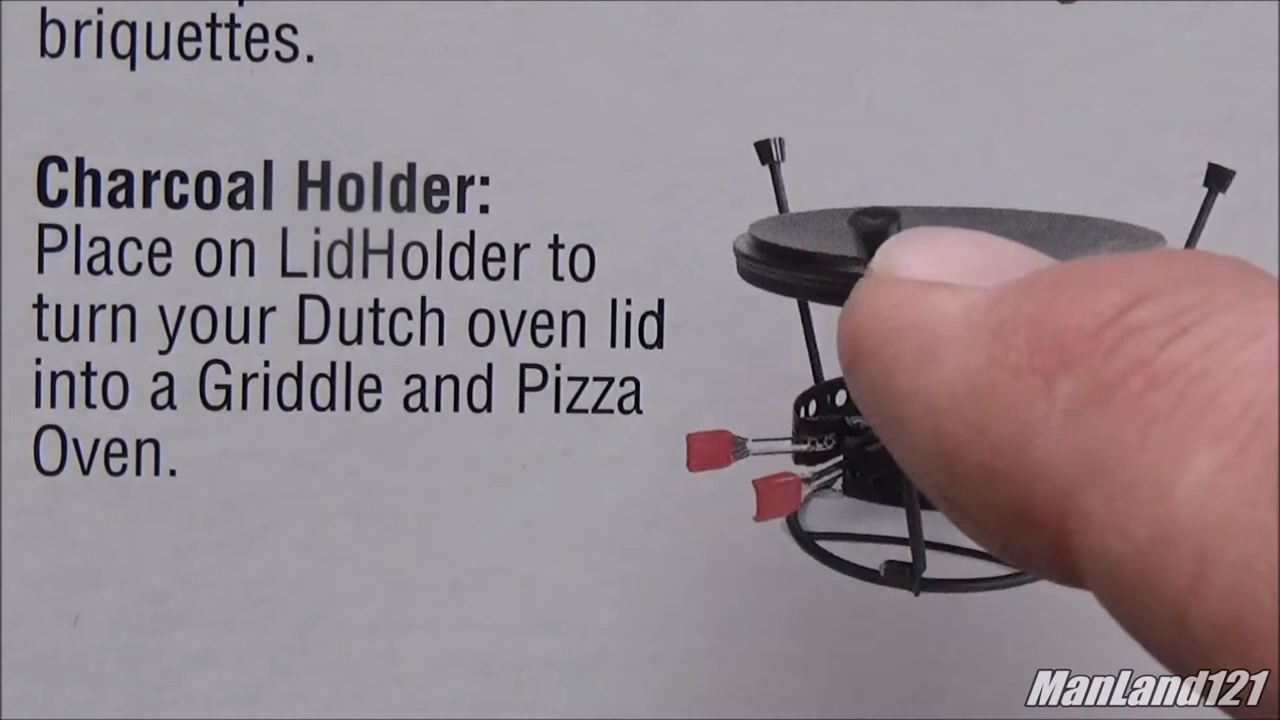 briquettes.
Charcoal Holder:
Place on LidHolder to
turn your Dutch oven lid
into a Griddle and Pizza
Oven.
ManLand121